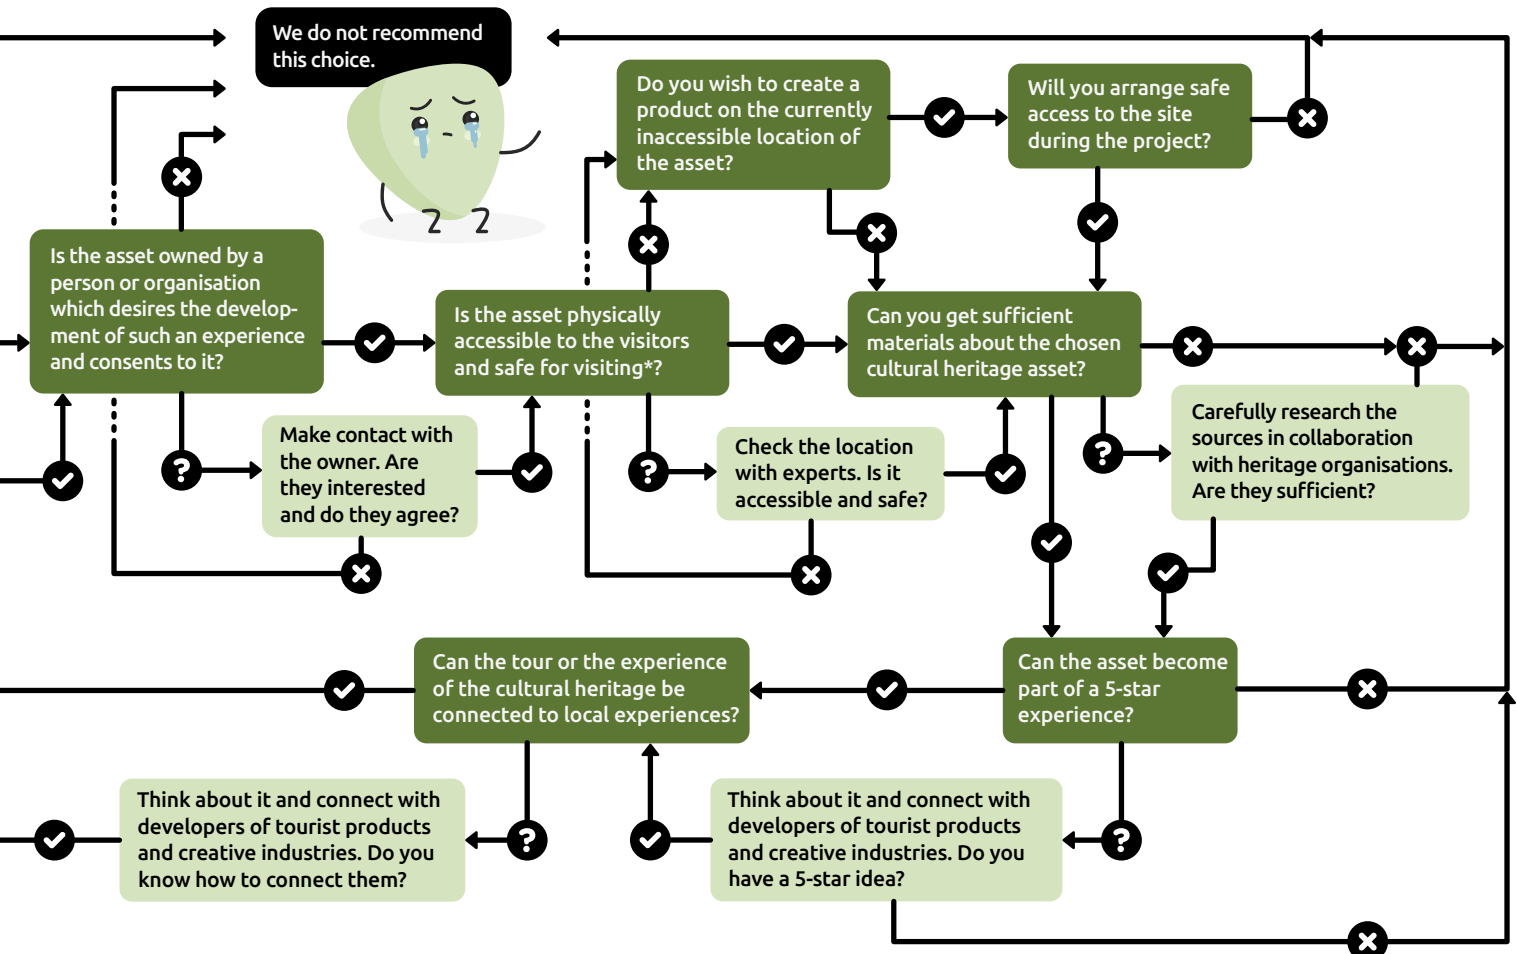 We do not recommend
this choice.
Do you wish to create a
product on the currently
inaccessible location of
the asset?
Will you arrange safe
access to the site
during the project?
Is the asset owned by a
person or organisation
which desires the develop-
ment of such an experience
and consents to it?
Is the asset physically
accessible to the visitors
and safe for visiting*?
Can you get sufficient
materials about the chosen
cultural heritage asset?
Make contact with
the owner. Are
they interested
and do they agree?
Check the location
with experts. Is it
accessible and safe?
Carefully research the
sources in collaboration
with heritage organisations.
Are they sufficient?
?
?
?
Can the tour or the experience
of the cultural heritage be
connected to local experiences?
Can the asset become
part of a 5-star
experience?
Think about it and connect with
developers of tourist products
and creative industries. Do you
know how to connect them?
?
Think about it and connect with
developers of tourist products
and creative industries. Do you
have a 5-star idea?
?